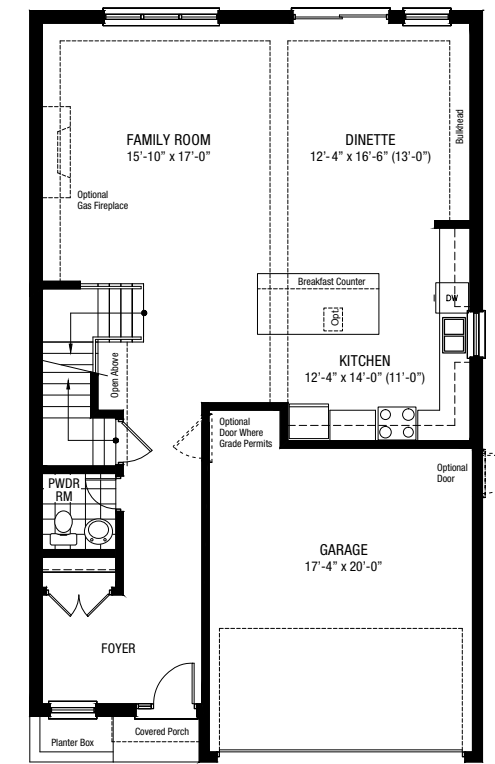 FAMILY ROOM
15'-10" x 17'-0"
DINETTE
12'-4" x 16'-6" (13'-0")
Bulkhead
Optional
Gas Fireplace
Breakfast Counter
Opt
DW
KITCHEN
12'-4" x 14'-0" (11'-0")
Open Above
Optional
Door Where
Grade Permits
Optional
Door
PWDR
RM
GARAGE
17'-4" x 20'-0"
FOYER
Covered Porch
Planter Box